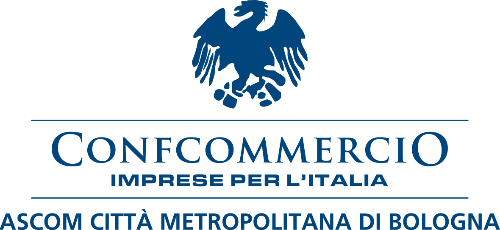 CONFCOMMERCIO
IMPRESE PER L'ITALIA
ASCOM CITTÀ METROPOLITANA DI BOLOGNA